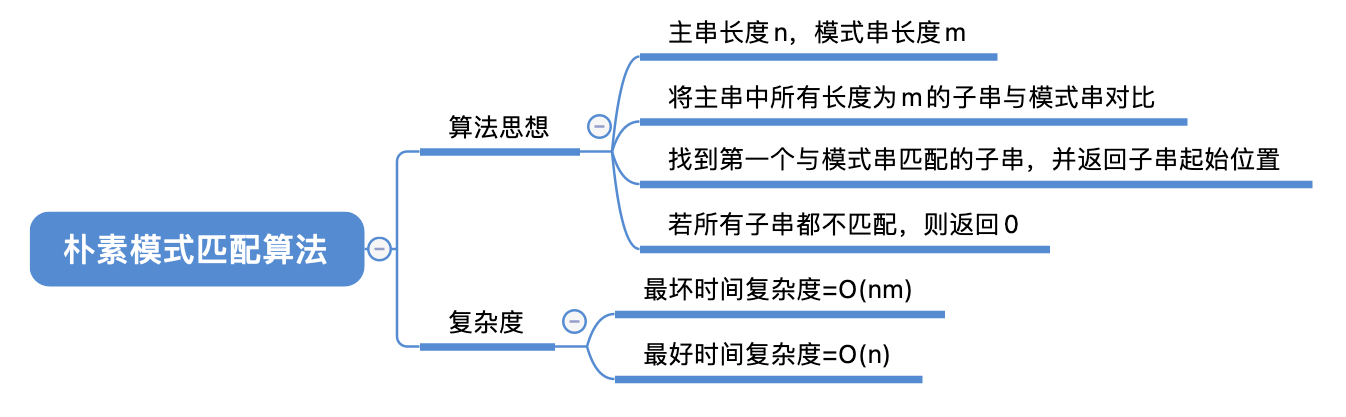 朴素模式匹配算法
算法思想
主串长度n，模式串长度m
将主串中所有长度为m的子串与模式串对比
找到第一个与模式串匹配的子串，并返回子串起始位置
若所有子串都不匹配，则返回0
复杂度
最坏时间复杂度=O(nm)
最好时间复杂度=O(n)